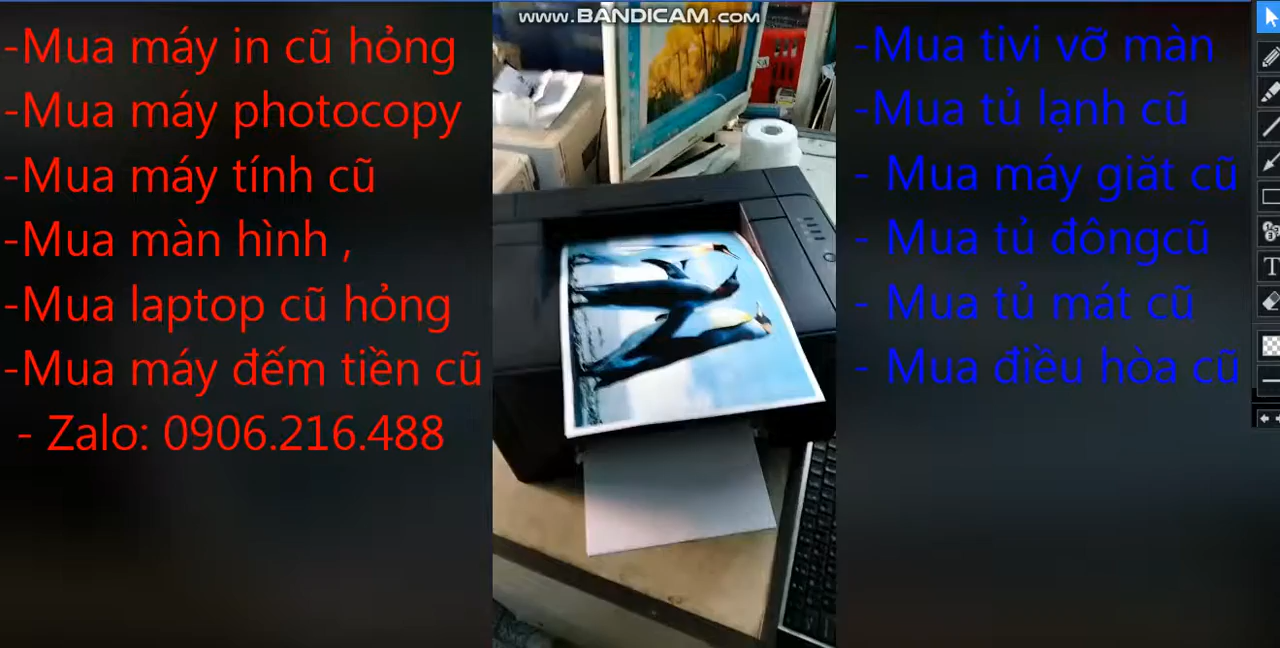 www.BANDICAM.com
-Mua máy in cũ hỏng
-Mua máy photocopy
-Mua máy tính cũ
-Mua màn hình ,
-Mua laptop cũ hỏng
-Mua máy đếm tiền cũ
- Zalo: 0906.216.488
-Mua tivi vỡ màn
-Mua tủ lạnh cũ
- Mua máy giăt cũ
- Mua tủ đôngcũ
- Mua tủ mát cũ
- Mua điều hòa cũ